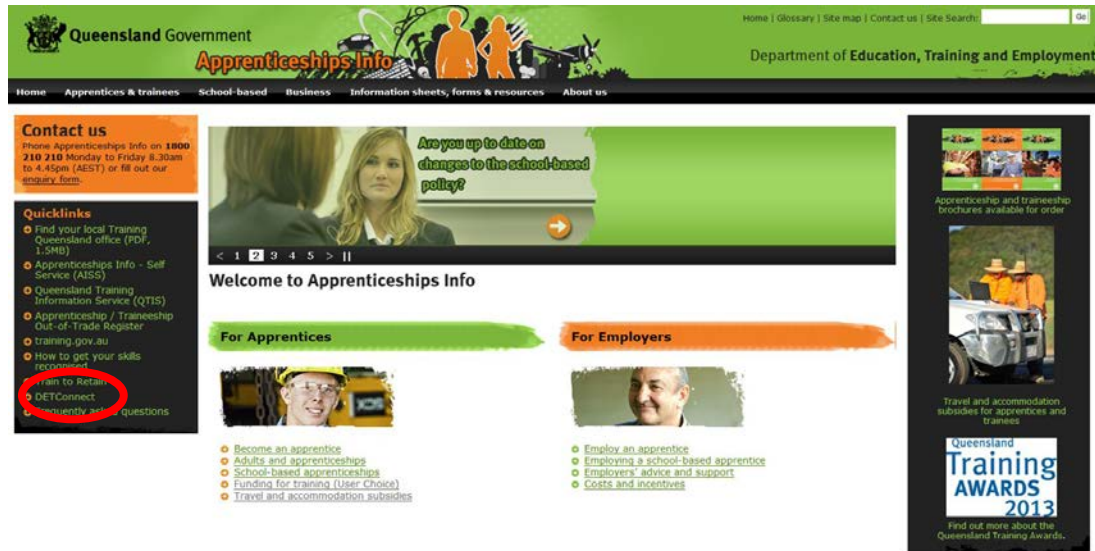 Queensland Government
Apprenticeships Info
Home | Glossary | Site map | Contact us | Site Search:
Go
Department of Education, Training and Employment
Home Apprentices & trainees School-based Business Information sheets, forms & resources About us
Contact us
Phone Apprenticeships Info on 1800
210 210 Monday to Friday 8.30am
to 4.45pm (AEST) or fill out our
enquiry form.
Quicklinks
Find your local Training
Queensland office (PDF,
1.5MB)
Apprenticeships Info - Self
Service (AISS)
Queensland Training
Information Service (QTIS)
Apprenticeship / Traineeship
Out-of-Trade Register
training.gov.au
How to get your skills
recognised
Train to Retain
DETConnect
Frequently asked questions
Are you up to date on
changes to the school-based
policy?
< 1 2 3 4 5 > ||
Welcome to Apprenticeships Info
For Apprentices
Become an apprentice
Adults and apprenticeships
School-based apprenticeships
Funding for training (User Choice)
Travel and accommodation subsidies
For Employers
Employ an apprentice
Employing a school-based apprentice
Employers' advice and support
Costs and incentives
Apprenticeship and traineeship
brochures available for order
Travel and accommodation
subsidies for apprentices and
trainees
Queensland
Training
AWARDS
2013
Find out more about the
Queensland Training Awards.